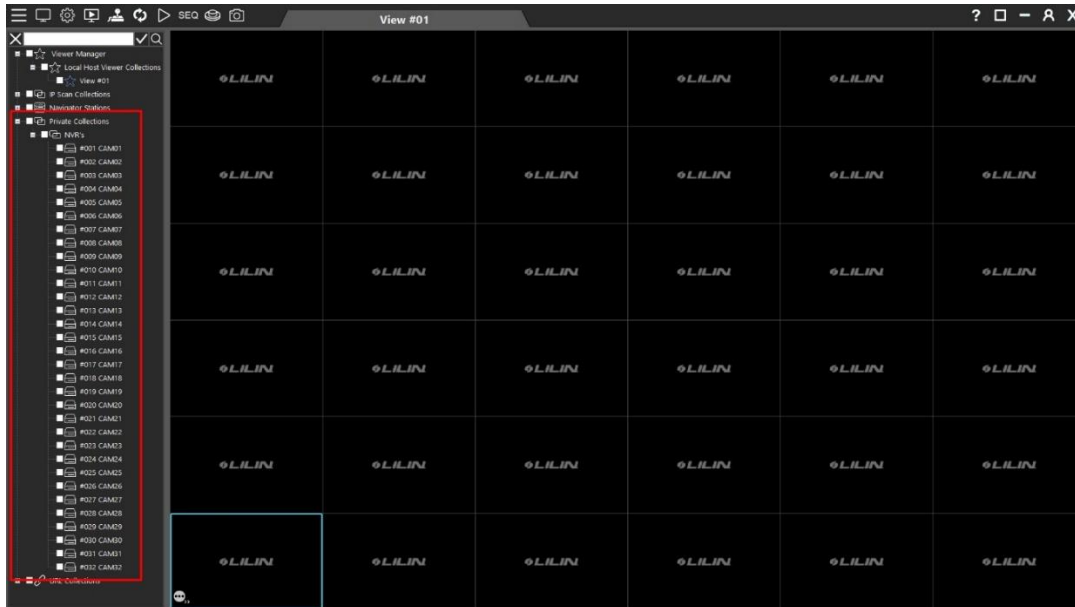 SEQ View #01 ?
Viewer Manager
Local Host Viewer Collections
View #01
IP Scan Collections
Navigator Stations
Private Collections
NVR's
#001 CAM01
#002 CAM02
#003 CAM03
#004 CAM04
#005 CAM05
#006 CAM06
#007 CAM07
#008 CAM08
#009 CAM09
#010 CAM10
#011 CAM11
#012 CAM12
#013 CAM13
#014 CAM14
#015 CAM15
#016 CAM16
#017 CAM17
#018 CAM18
#019 CAM19
#020 CAM20
#021 CAM21
#022 CAM22
#023 CAM23
#024 CAM24
#025 CAM25
#026 CAM26
#027 CAM27
#028 CAM28
#029 CAM29
#030 CAM30
#031 CAM31
#032 CAM32
URL Collections
LILIN LILIN LILIN LILIN LILIN LILIN
LILIN LILIN LILIN LILIN LILIN LILIN
LILIN LILIN LILIN LILIN LILIN LILIN
LILIN LILIN LILIN LILIN LILIN LILIN
LILIN LILIN LILIN LILIN LILIN LILIN
LILIN LILIN LILIN LILIN LILIN LILIN